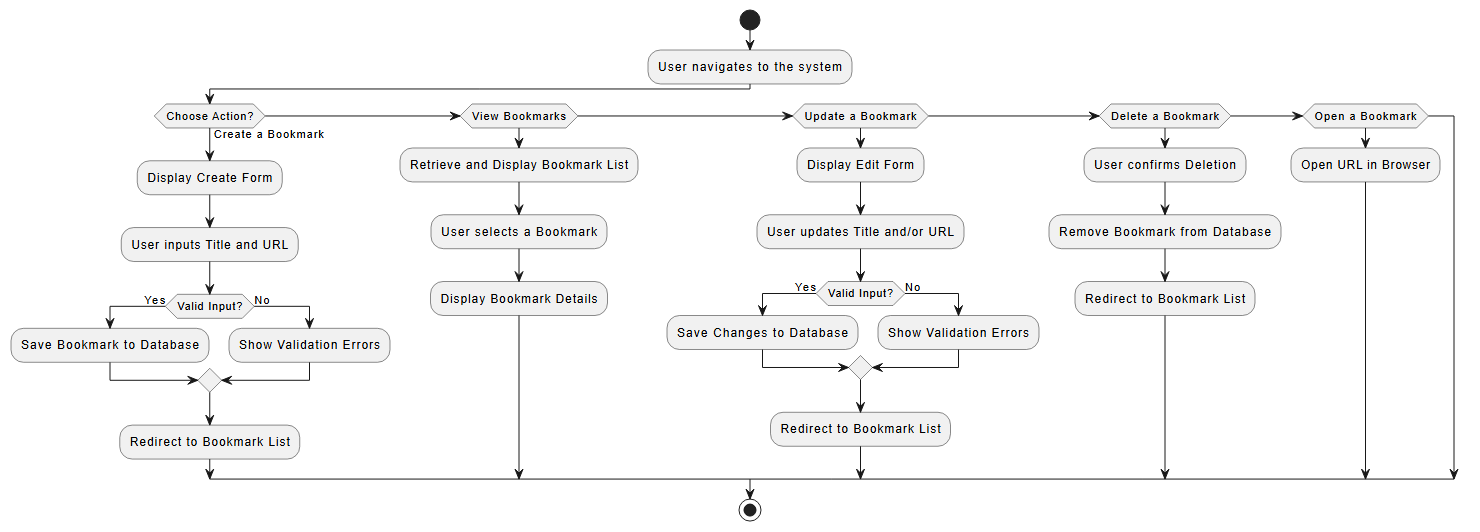 User navigates to the system
Choose Action?
View Bookmarks
Update a Bookmark
Delete a Bookmark
Open a Bookmark
Create a Bookmark
Display Create Form
User inputs Title and URL
Valid Input?
Yes
No
Save Bookmark to Database
Show Validation Errors
Redirect to Bookmark List
Retrieve and Display Bookmark List
User selects a Bookmark
Display Bookmark Details
Display Edit Form
User updates Title and/or URL
Valid Input?
Yes
No
Save Changes to Database
Show Validation Errors
Redirect to Bookmark List
User confirms Deletion
Remove Bookmark from Database
Redirect to Bookmark List
Open URL in Browser